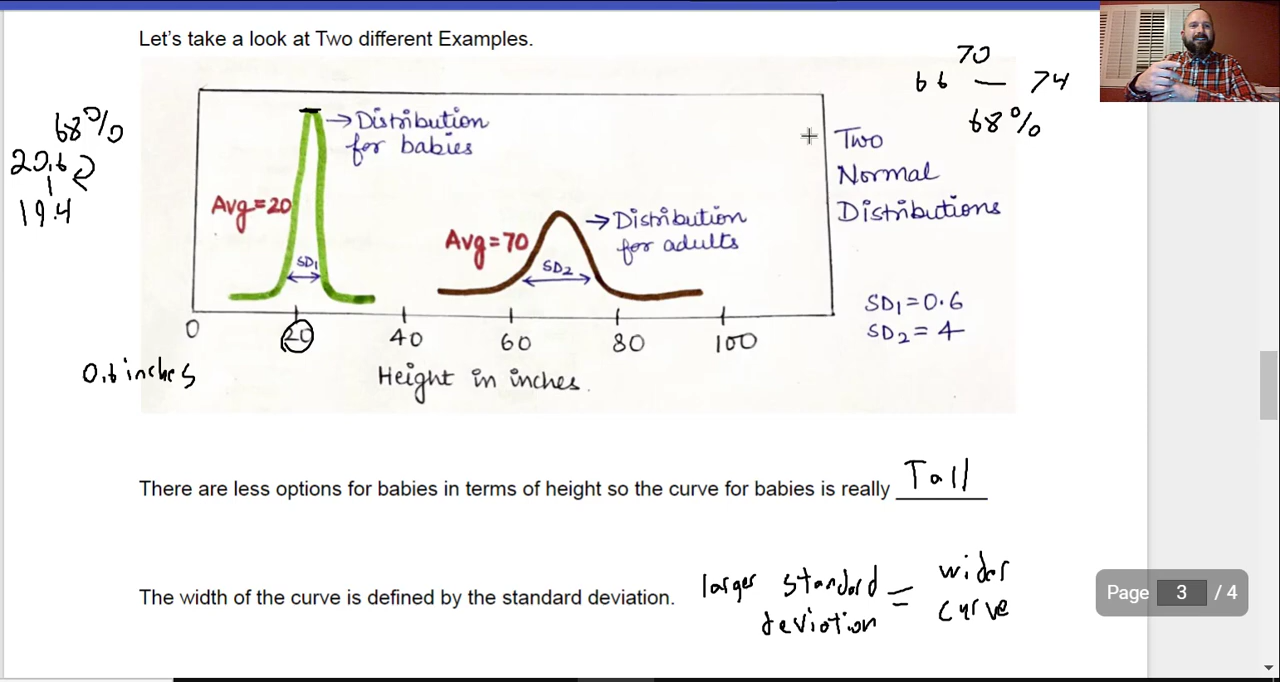 Let's take a look at Two different Examples.
70
66 — 74
68%
68%
20.6
19.4
→Distribution
for babies
Avg=20
SD1
Avg=70
→Distribution
for adults
SD2
Two
Normal
Distributions
SD1=0.6
SD2=4
0 20 40 60 80 100
0.6 inches
Height in inches.
There are less options for babies in terms of height so the curve for babies is really Tall
The width of the curve is defined by the standard deviation.
larger standard
deviation
=
wider
curve
Page 3 / 4